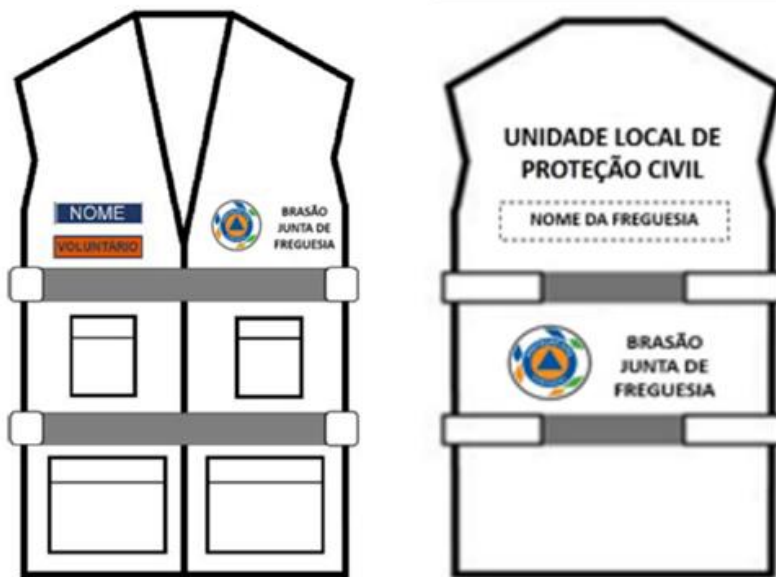 NOME
VOLUNTÁRIO
BRASÃO
JUNTA DE
FREGUESIA
UNIDADE LOCAL DE
PROTEÇÃO CIVIL
NOME DA FREGUESIA
BRASÃO
JUNTA DE
FREGUESIA